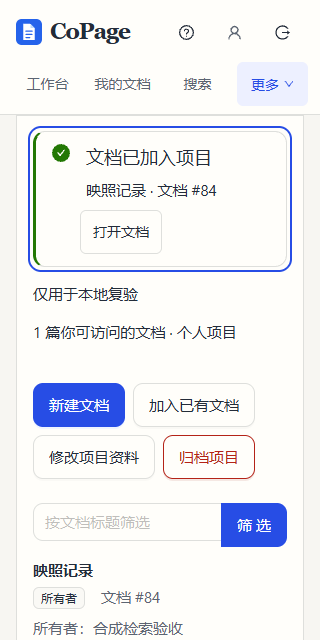 CoPage
工作台 我的文档 搜索 更多
文档已加入项目
映照记录 · 文档 #84
打开文档
仅用于本地复验
1 篇你可访问的文档 · 个人项目
新建文档 加入已有文档
修改项目资料 归档项目
按文档标题筛选 筛 选
映照记录
所有者 文档 #84
所有者：合成检索验收